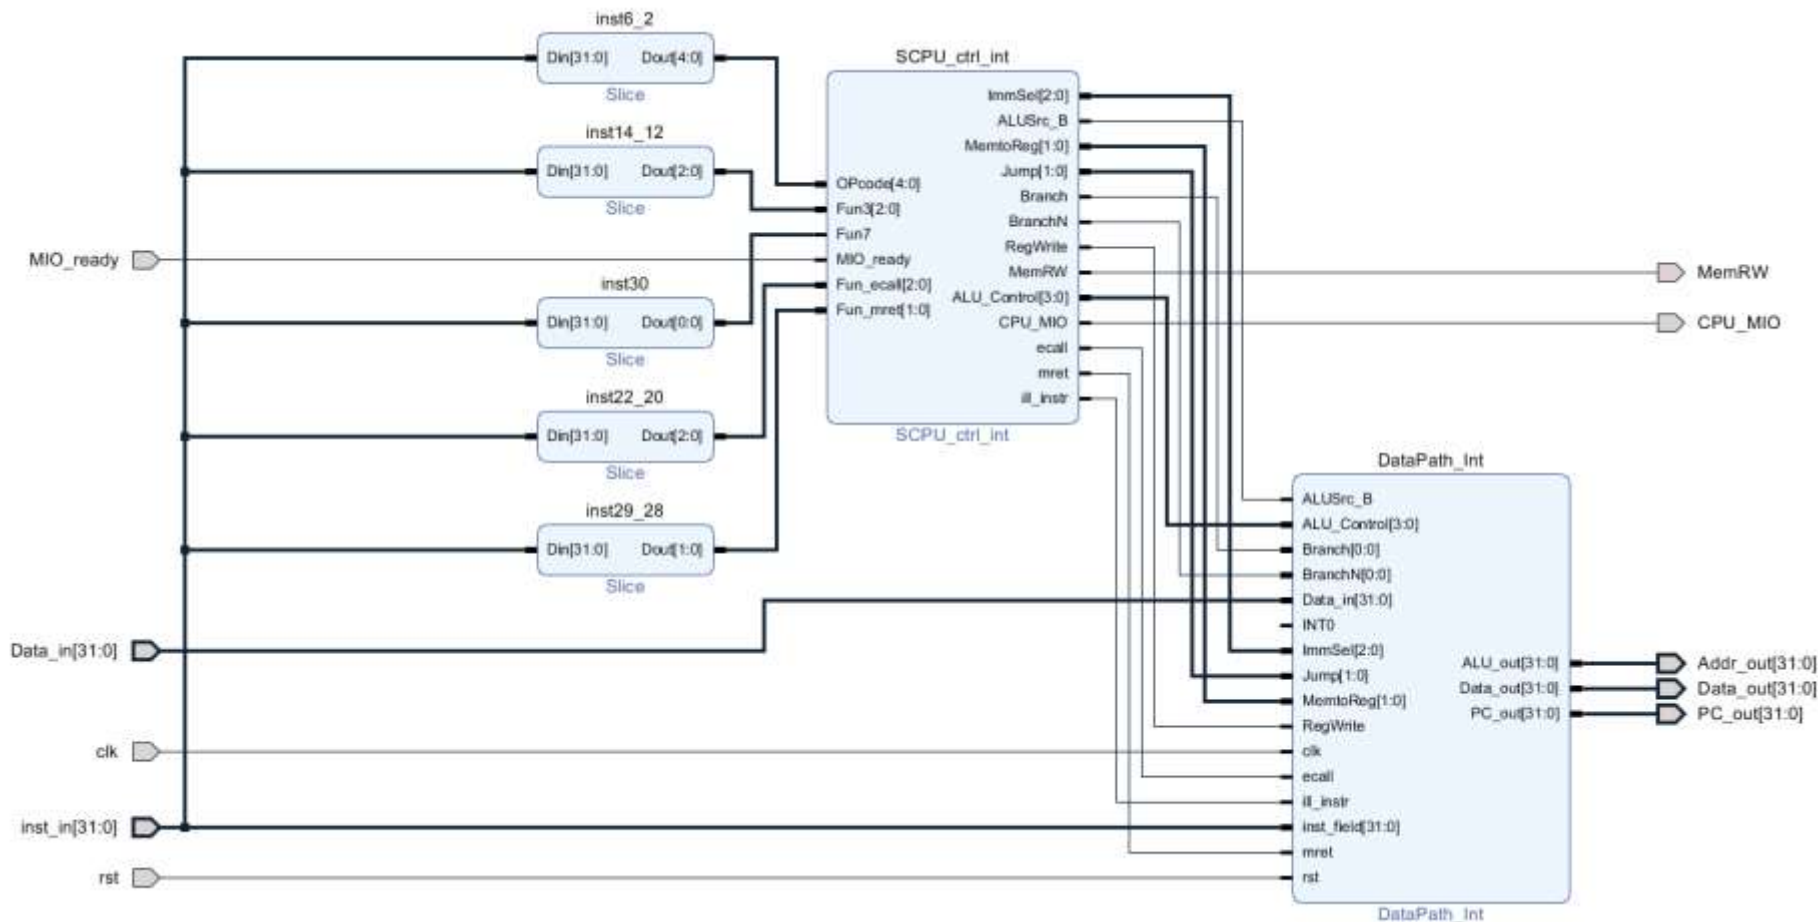 inst6_2
Din[31:0] Dout[4:0]
Slice
inst14_12
Din[31:0] Dout[2:0]
Slice
MIO_ready
inst30
Din[31:0] Dout[0:0]
Slice
inst22_20
Din[31:0] Dout[2:0]
Slice
inst29_28
Din[31:0] Dout[1:0]
Slice
Data_in[31:0]
clk
inst_in[31:0]
rst
SCPU_ctrl_int
OPcode[4:0]
Fun3[2:0]
Fun7
MIO_ready
Fun_ecall[2:0]
Fun_mret[1:0]
ImmSel[2:0]
ALUSrc_B
MemtoReg[1:0]
Jump[1:0]
Branch
BranchN
RegWrite
MemRW
ALU_Control[3:0]
CPU_MIO
ecall
mret
ill_instr
SCPU_ctrl_int
MemRW
CPU_MIO
DataPath_Int
ALUSrc_B
ALU_Control[3:0]
Branch[0:0]
BranchN[0:0]
Data_in[31:0]
INT0
ImmSel[2:0]
Jump[1:0]
MemtoReg[1:0]
RegWrite
clk
ecall
ill_instr
inst_field[31:0]
mret
rst
ALU_out[31:0]
Data_out[31:0]
PC_out[31:0]
DataPath_Int
Addr_out[31:0]
Data_out[31:0]
PC_out[31:0]